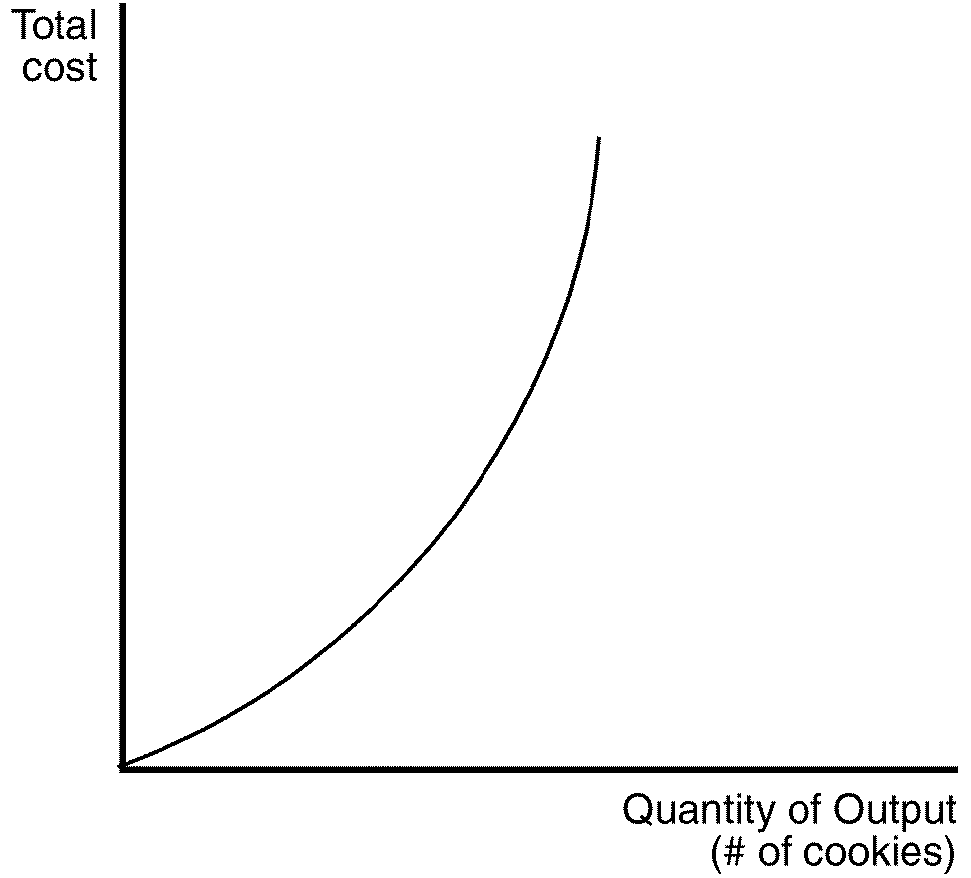 Total
cost
Quantity of Output
(# of cookies)